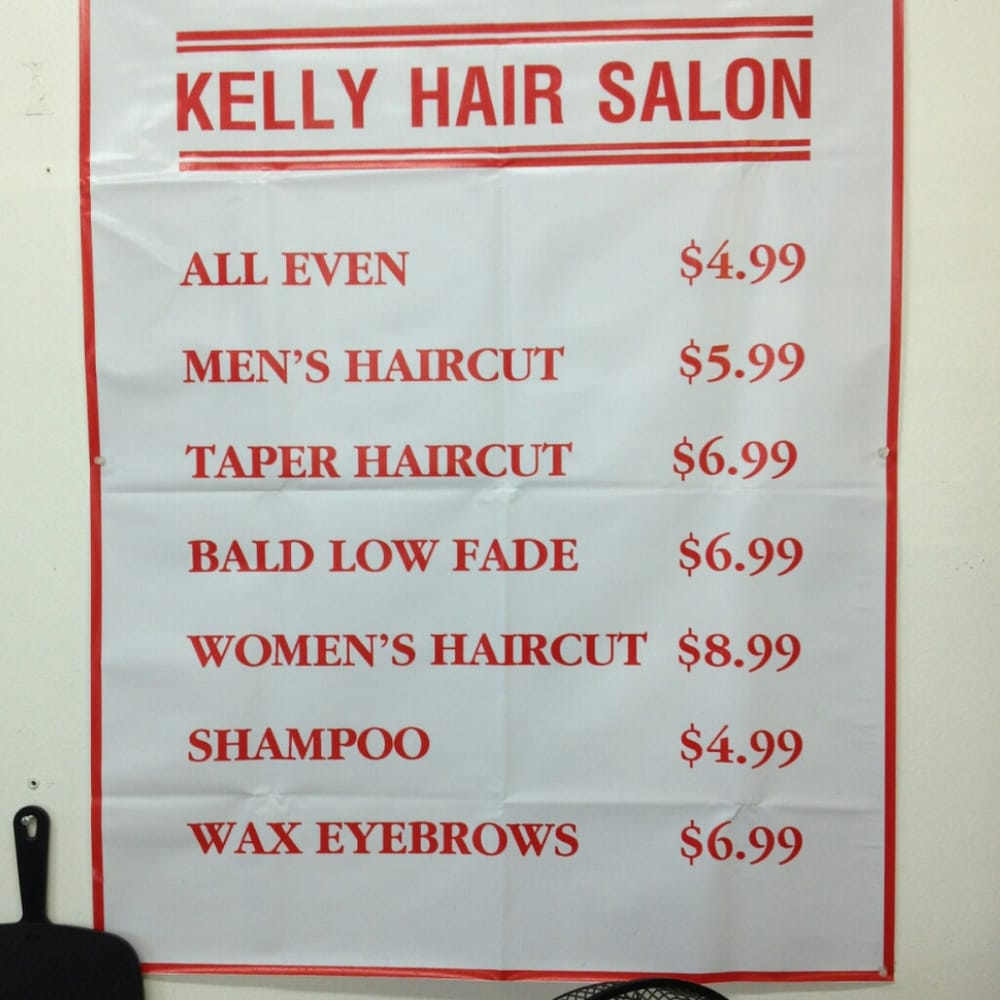 KELLY HAIR SALON
ALL EVEN $4.99
MEN'S HAIRCUT $5.99
TAPER HAIRCUT $6.99
BALD LOW FADE $6.99
WOMEN'S HAIRCUT $8.99
SHAMPOO $4.99
WAX EYEBROWS $6.99